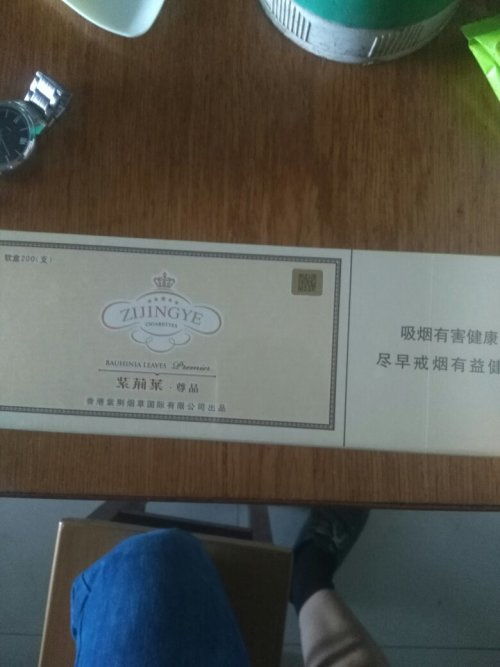 软盒200(支)
ZIJINGYE
CIGARETTES
BAUHINIA LEAVES Premier
紫荊葉·尊品
香港紫荆烟草国际有限公司出品
吸烟有害健康
尽早戒烟有益健